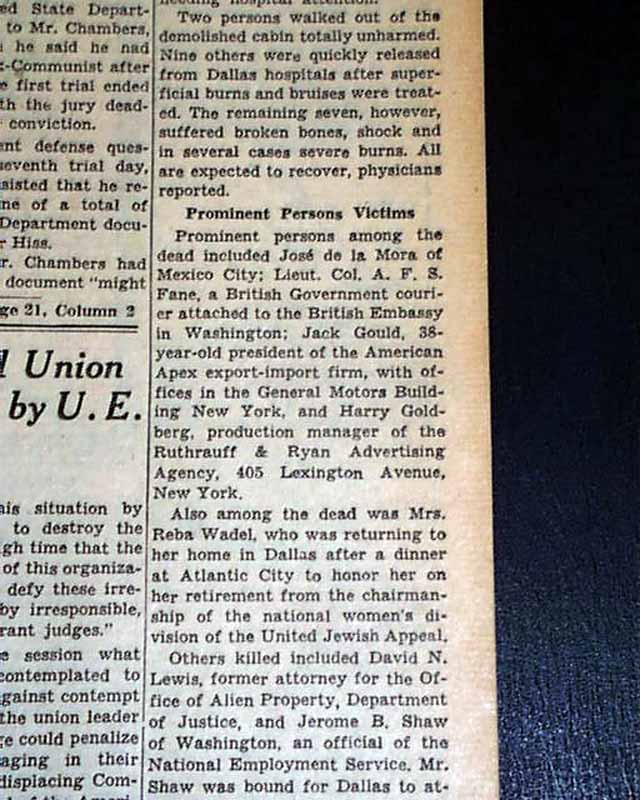 ed State Depart-
to Mr. Chambers,
he said he had
-Communist after
first trial ended
th the jury dead-
conviction.
ent defense ques-
seventh trial day,
sisted that he re-
ne of a total of
Department docu-
r Hiss.
r. Chambers had
document "might
ge 21, Column 2
Union
by U. E.
his situation by
to destroy the
gh time that the
of this organiza-
defy these irre-
by irresponsible,
rant judges."
e session what
contemplated to
gainst contempt
the union leader
ge could penalize
aging in their
displacing Com-
needing hospital attention.
Two persons walked out of the
demolished cabin totally unharmed.
Nine others were quickly released
from Dallas hospitals after super-
ficial burns and bruises were treat-
ed. The remaining seven, however,
suffered broken bones, shock and
in several cases severe burns. All
are expected to recover, physicians
reported.
Prominent Persons Victims
Prominent persons among the
dead included José de la Mora of
Mexico City; Lieut. Col. A. F. S.
Fane, a British Government couri-
er attached to the British Embassy
in Washington; Jack Gould, 38-
year-old president of the American
Apex export-import firm, with of-
fices in the General Motors Build-
ing New York, and Harry Gold-
berg, production manager of the
Ruthrauff & Ryan Advertising
Agency, 405 Lexington Avenue,
New York.
Also among the dead was Mrs.
Reba Wadel, who was returning to
her home in Dallas after a dinner
at Atlantic City to honor her on
her retirement from the chairman-
ship of the national women's di-
vision of the United Jewish Appeal.
Others killed included David N.
Lewis, former attorney for the Of-
fice of Alien Property, Department
of Justice, and Jerome B. Shaw
of Washington, an official of the
National Employment Service. Mr.
Shaw was bound for Dallas to at-